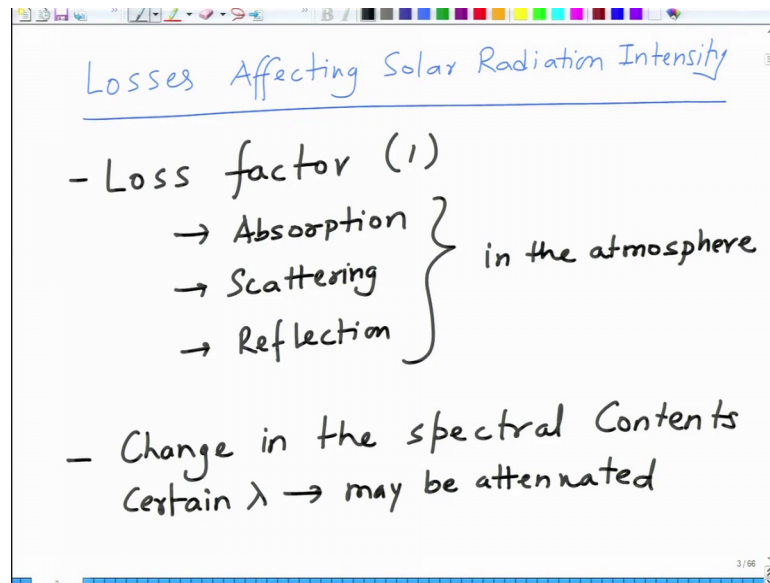 Losses Affecting Solar Radiation Intensity
- Loss factor (1)
→ Absorption
→ Scattering
→ Reflection
in the atmosphere
- Change in the spectral Contents
Certain λ → may be attennated
3/66